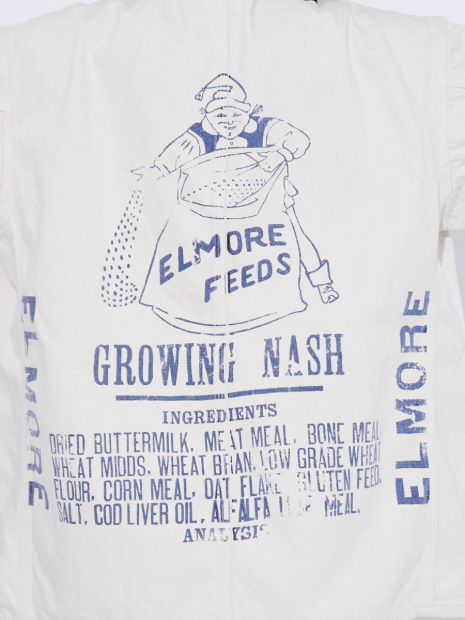 ELMORE
FEEDS
GROWING NASH
INGREDIENTS
DRIED BUTTERMILK, MEAT MEAL, BONE MEAL
WHEAT MIDDS, WHEAT BRAN, LOW GRADE WHEAT
FLOUR, CORN MEAL, OAT FLAKE GLUTEN FEED,
SALT, COD LIVER OIL, ALFALFA MEAL.
ANALYSIS
ELMORE
ELMORE